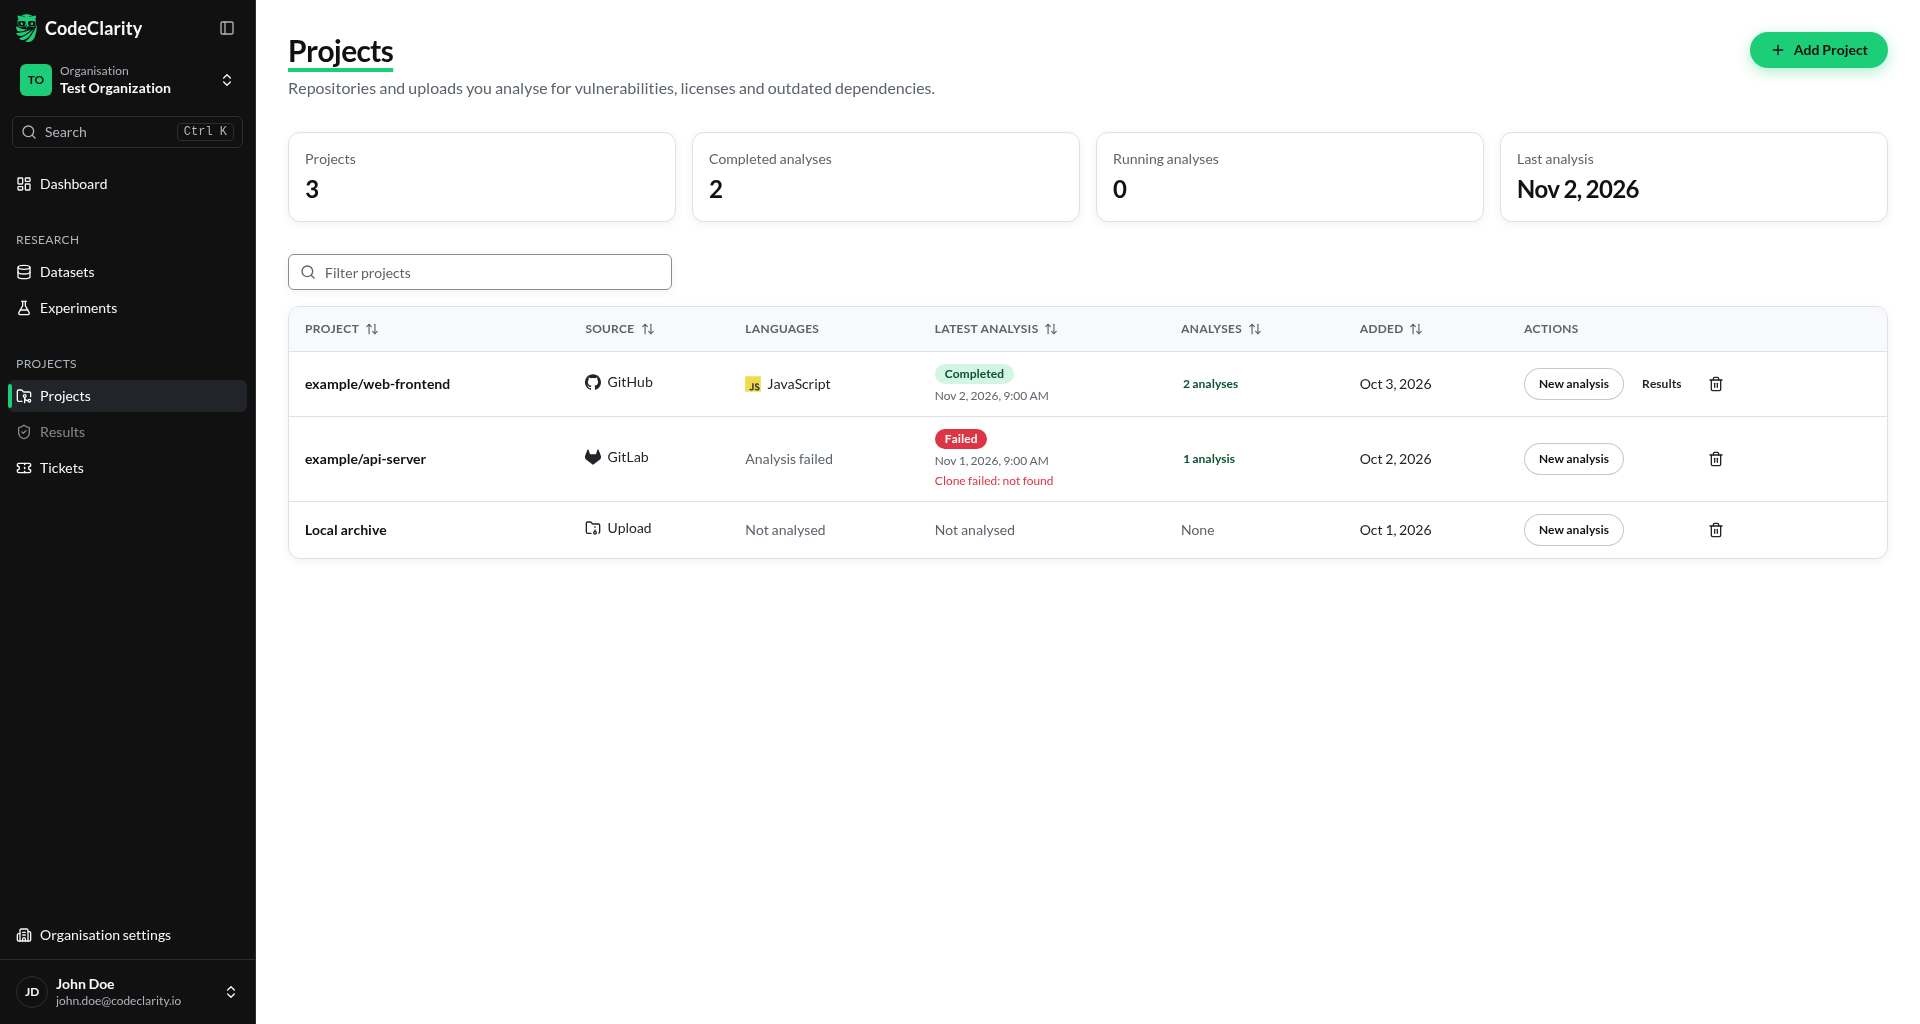 CodeClarity
TO
Organisation
Test Organization
Search
Ctrl K
Dashboard
RESEARCH
Datasets
Experiments
PROJECTS
Projects
Results
Tickets
Organisation settings
JD
John Doe
john.doe@codeclarity.io
Projects
Add Project
Repositories and uploads you analyse for vulnerabilities, licenses and outdated dependencies.
Projects
3
Completed analyses
2
Running analyses
0
Last analysis
Nov 2, 2026
Filter projects
PROJECT SOURCE LANGUAGES LATEST ANALYSIS ANALYSES ADDED ACTIONS
example/web-frontend GitHub JS JavaScript Completed 2 analyses Oct 3, 2026 New analysis Results
Nov 2, 2026, 9:00 AM
example/api-server GitLab Analysis failed Failed 1 analysis Oct 2, 2026 New analysis
Nov 1, 2026, 9:00 AM
Clone failed: not found
Local archive Upload Not analysed Not analysed None Oct 1, 2026 New analysis